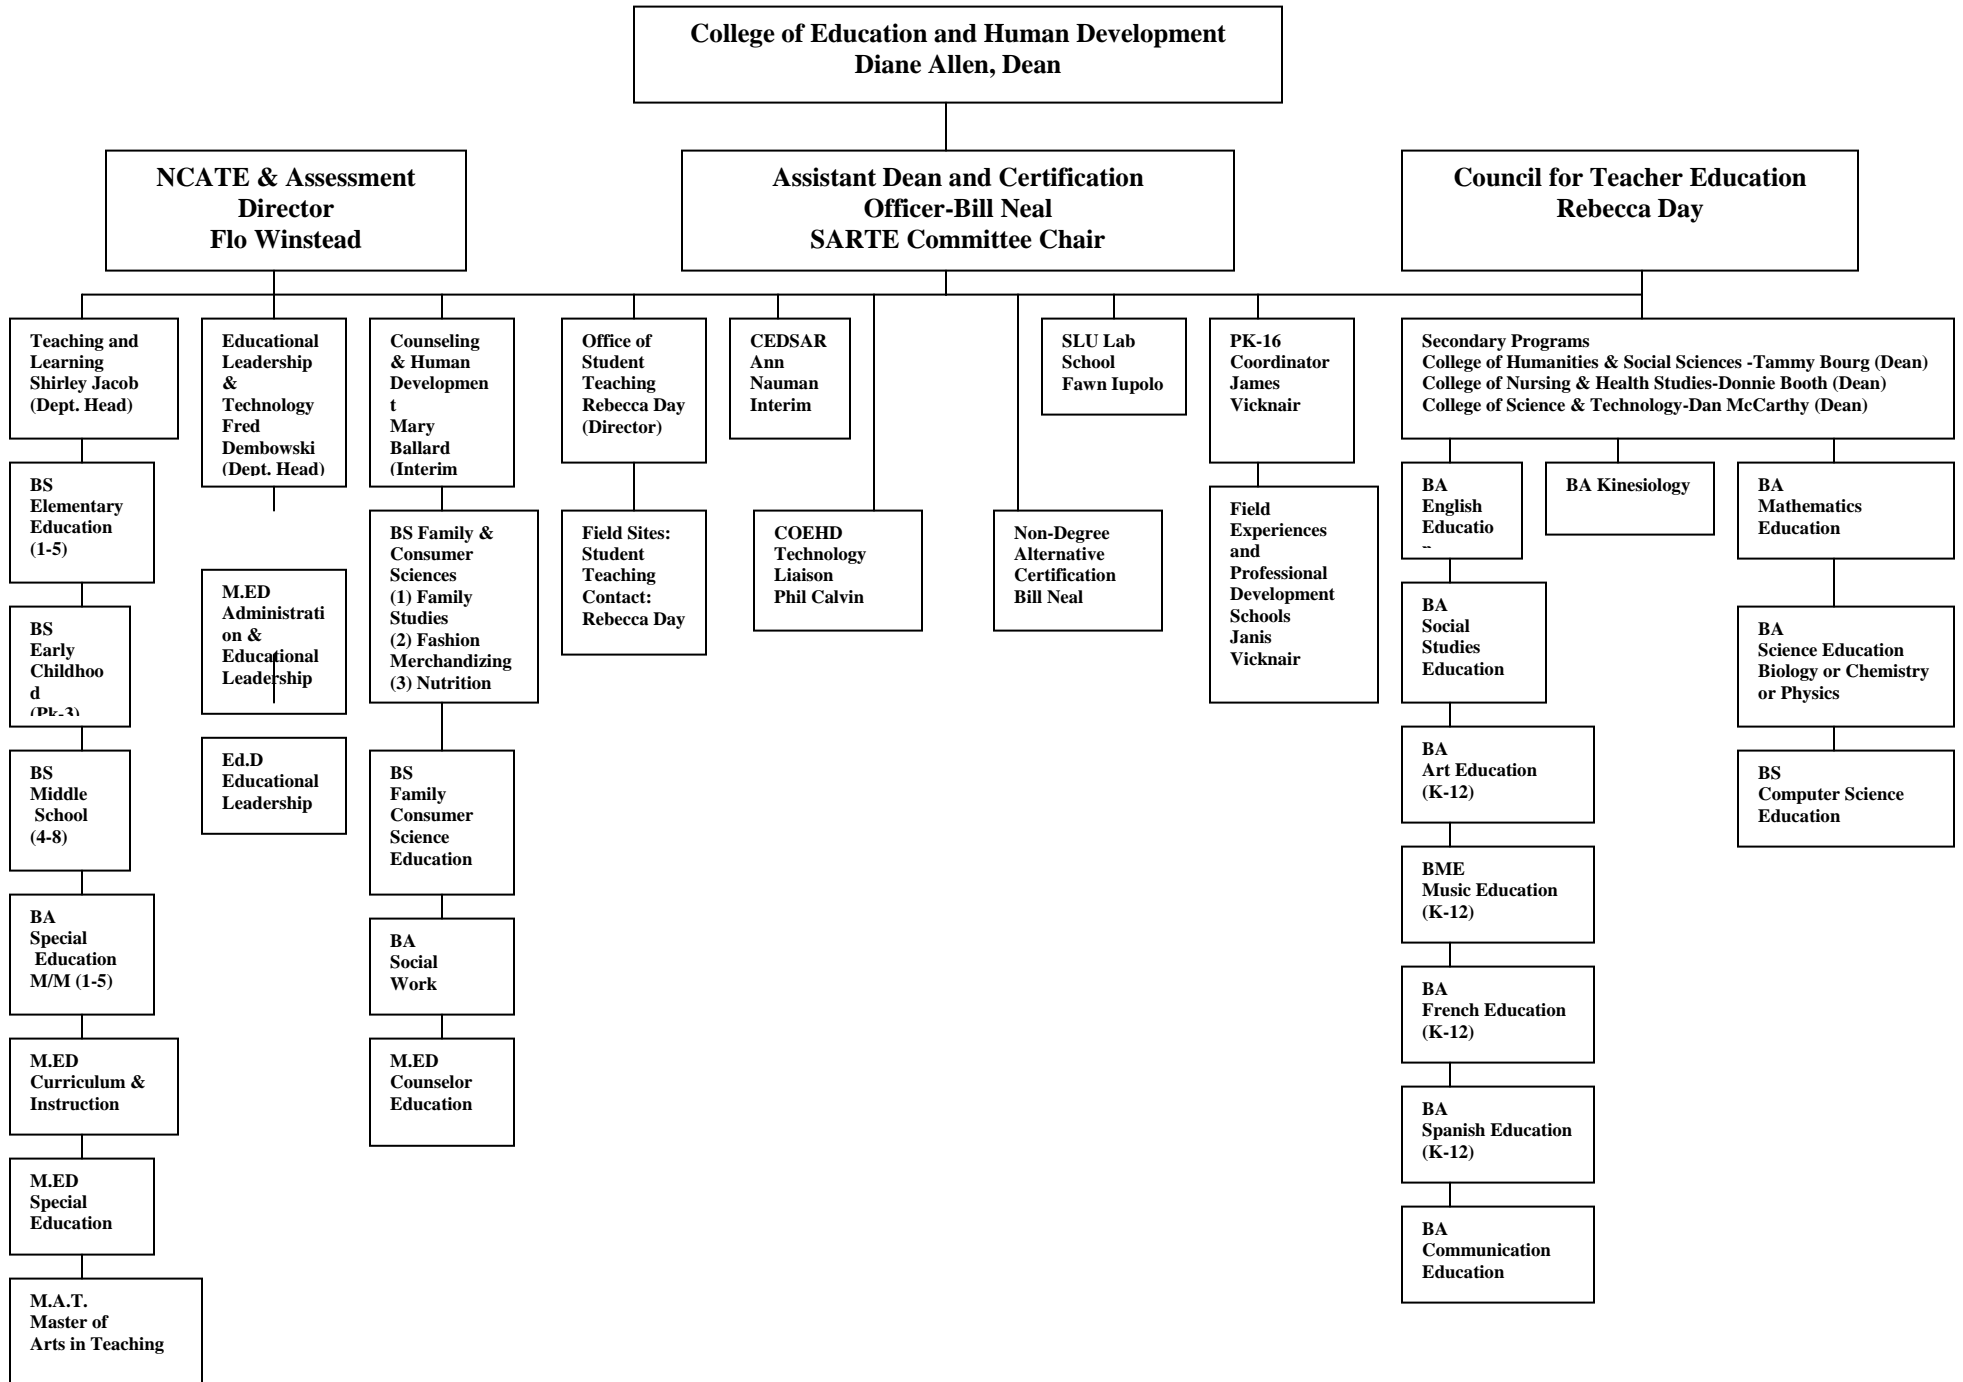 College of Education and Human Development
Diane Allen, Dean
NCATE & Assessment
Director
Flo Winstead
Assistant Dean and Certification
Officer-Bill Neal
SARTE Committee Chair
Council for Teacher Education
Rebecca Day
Teaching and
Learning
Shirley Jacob
(Dept. Head)
Educational
Leadership
&
Technology
Fred
Dembowski
(Dept. Head)
Counseling
& Human
Developmen
t
Mary
Ballard
(Interim
Office of
Student
Teaching
Rebecca Day
(Director)
CEDSAR
Ann
Nauman
Interim
SLU Lab
School
Fawn Iupolo
PK-16
Coordinator
James
Vicknair
Secondary Programs
College of Humanities & Social Sciences -Tammy Bourg (Dean)
College of Nursing & Health Studies-Donnie Booth (Dean)
College of Science & Technology-Dan McCarthy (Dean)
BS
Elementary
Education
(1-5)
BS
Early
Childhoo
d
(Pk-3)
BS
Middle
School
(4-8)
BA
Special
Education
M/M (1-5)
M.ED
Curriculum &
Instruction
M.ED
Special
Education
M.A.T.
Master of
Arts in Teaching
M.ED
Administrati
on &
Educational
Leadership
Ed.D
Educational
Leadership
BS Family &
Consumer
Sciences
(1) Family
Studies
(2) Fashion
Merchandizing
(3) Nutrition
BS
Family
Consumer
Science
Education
BA
Social
Work
M.ED
Counselor
Education
Field Sites:
Student
Teaching
Contact:
Rebecca Day
COEHD
Technology
Liaison
Phil Calvin
Non-Degree
Alternative
Certification
Bill Neal
Field
Experiences
and
Professional
Development
Schools
Janis
Vicknair
BA
English
Educatio
BA
Social
Studies
Education
BA
Art Education
(K-12)
BME
Music Education
(K-12)
BA
French Education
(K-12)
BA
Spanish Education
(K-12)
BA
Communication
Education
BA Kinesiology
BA
Mathematics
Education
BA
Science Education
Biology or Chemistry
or Physics
BS
Computer Science
Education